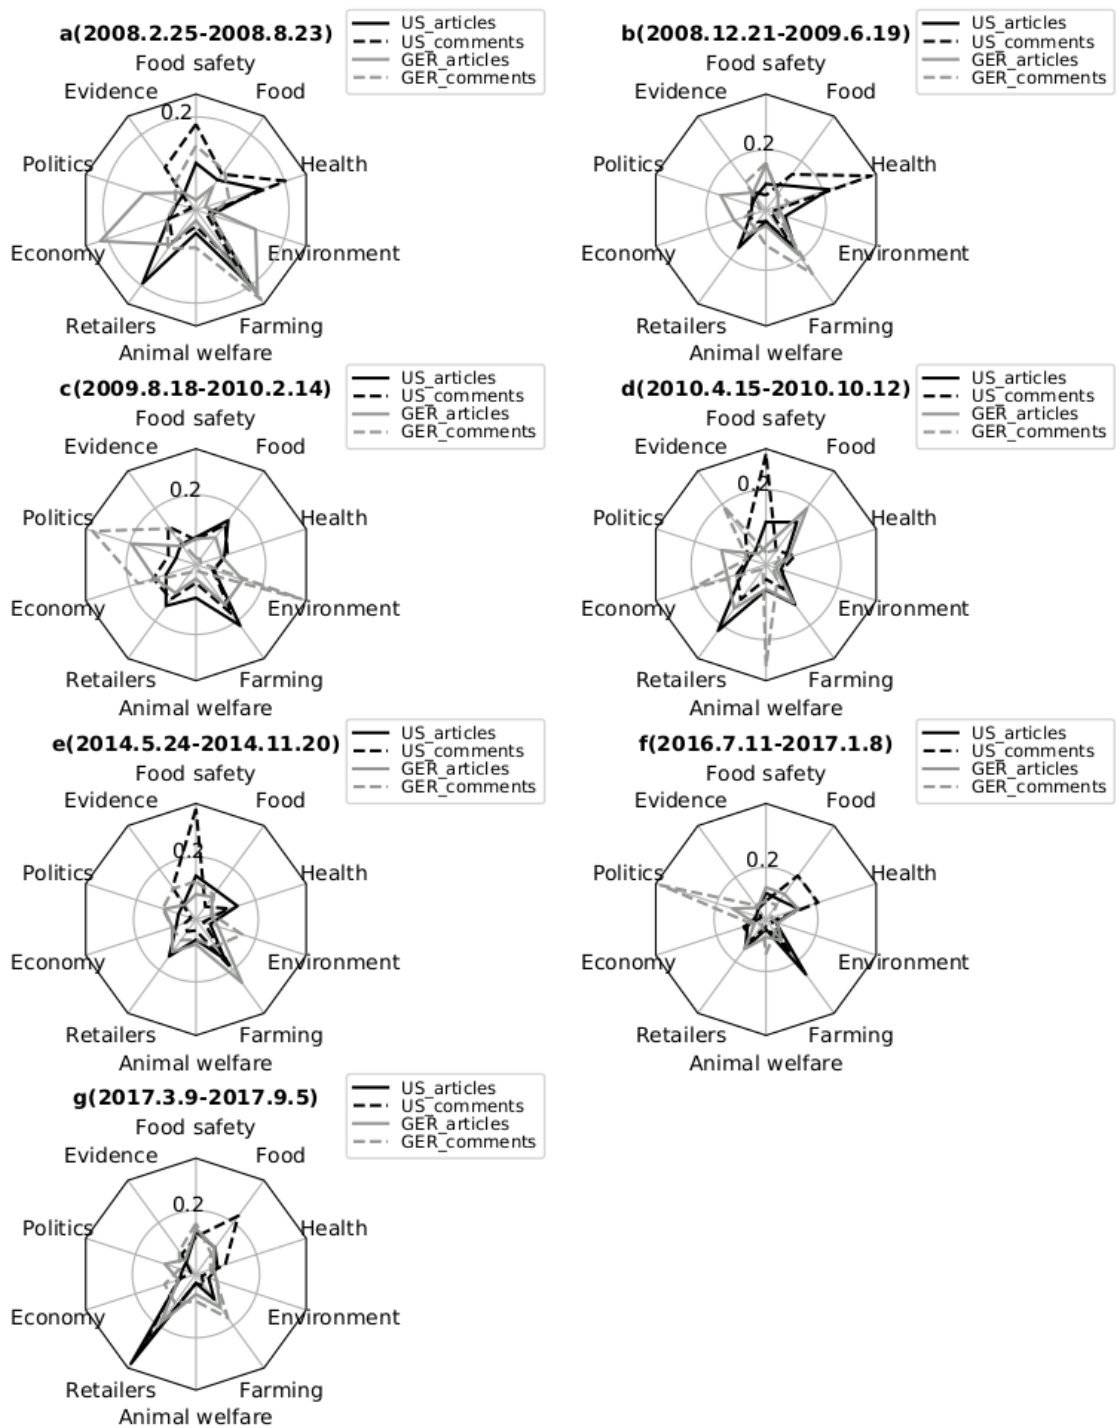 a(2008.2.25-2008.8.23)
US_articles
US_comments
GER_articles
GER_comments
Food safety
Evidence
Food
0.2
Politics
Health
Economy
Environment
Retailers
Farming
Animal welfare
b(2008.12.21-2009.6.19)
US_articles
US_comments
GER_articles
GER_comments
Food safety
Evidence
Food
0.2
Politics
Health
Economy
Environment
Retailers
Farming
Animal welfare
c(2009.8.18-2010.2.14)
US_articles
US_comments
GER_articles
GER_comments
Food safety
Evidence
Food
0.2
Politics
Health
Economy
Environment
Retailers
Farming
Animal welfare
d(2010.4.15-2010.10.12)
US_articles
US_comments
GER_articles
GER_comments
Food safety
Evidence
Food
0.2
Politics
Health
Economy
Environment
Retailers
Farming
Animal welfare
e(2014.5.24-2014.11.20)
US_articles
US_comments
GER_articles
GER_comments
Food safety
Evidence
Food
0.2
Politics
Health
Economy
Environment
Retailers
Farming
Animal welfare
f(2016.7.11-2017.1.8)
US_articles
US_comments
GER_articles
GER_comments
Food safety
Evidence
Food
0.2
Politics
Health
Economy
Environment
Retailers
Farming
Animal welfare
g(2017.3.9-2017.9.5)
US_articles
US_comments
GER_articles
GER_comments
Food safety
Evidence
Food
0.2
Politics
Health
Economy
Environment
Retailers
Farming
Animal welfare